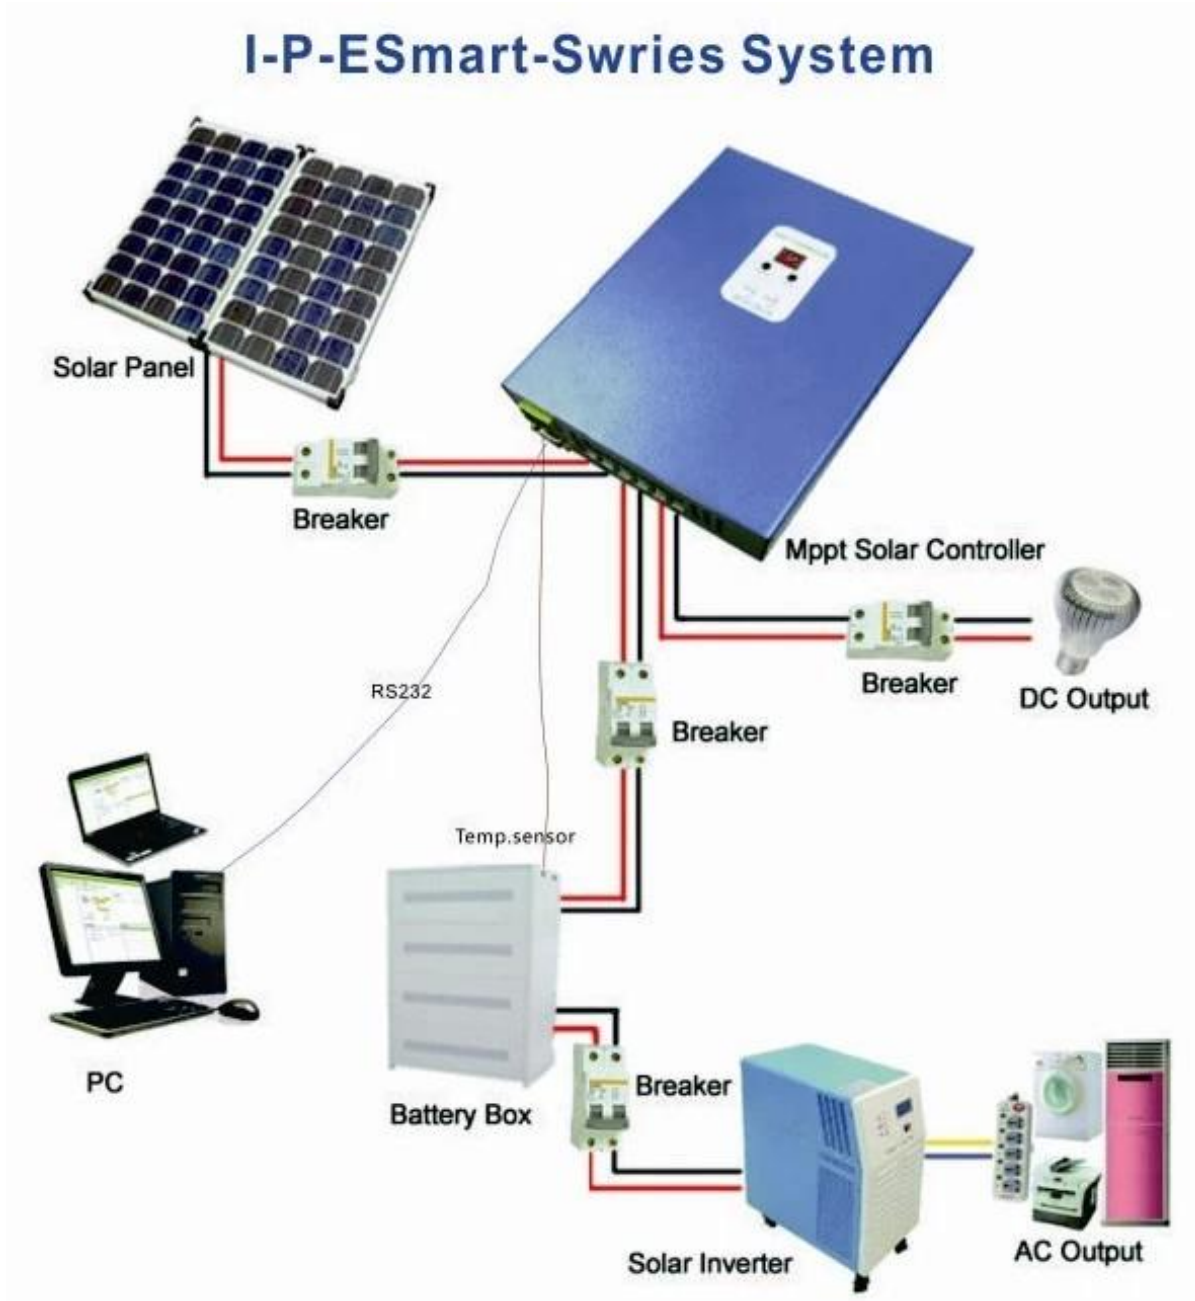 I-P-ESmart-Swries System
Solar Panel
Breaker
Mppt Solar Controller
Breaker
DC Output
RS232
Breaker
Temp.sensor
PC
Battery Box
Breaker
Solar Inverter
AC Output